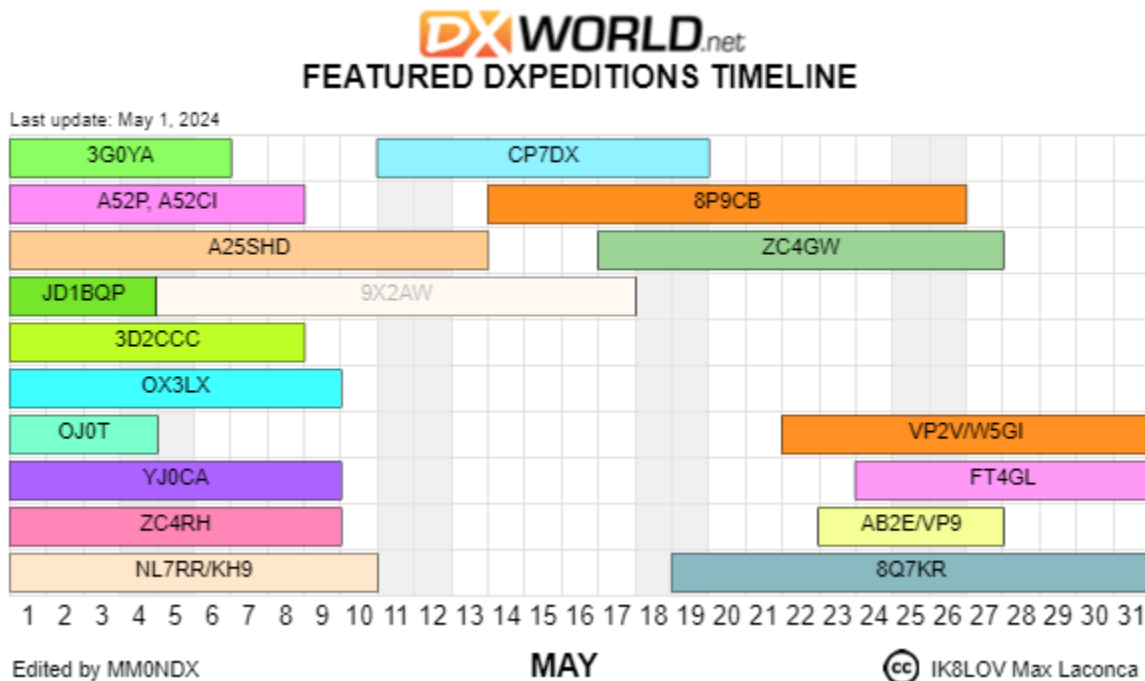 DX WORLD.net
FEATURED DXPEDITIONS TIMELINE
Last update: May 1, 2024
3G0YA CP7DX
A52P, A52CI 8P9CB
A25SHD ZC4GW
JD1BQP 9X2AW
3D2CCC
OX3LX
OJ0T VP2V/W5GI
YJ0CA FT4GL
ZC4RH AB2E/VP9
NL7RR/KH9 8Q7KR
1 2 3 4 5 6 7 8 9 10 11 12 13 14 15 16 17 18 19 20 21 22 23 24 25 26 27 28 29 30 31
Edited by MM0NDX MAY cc IK8LOV Max Laconca